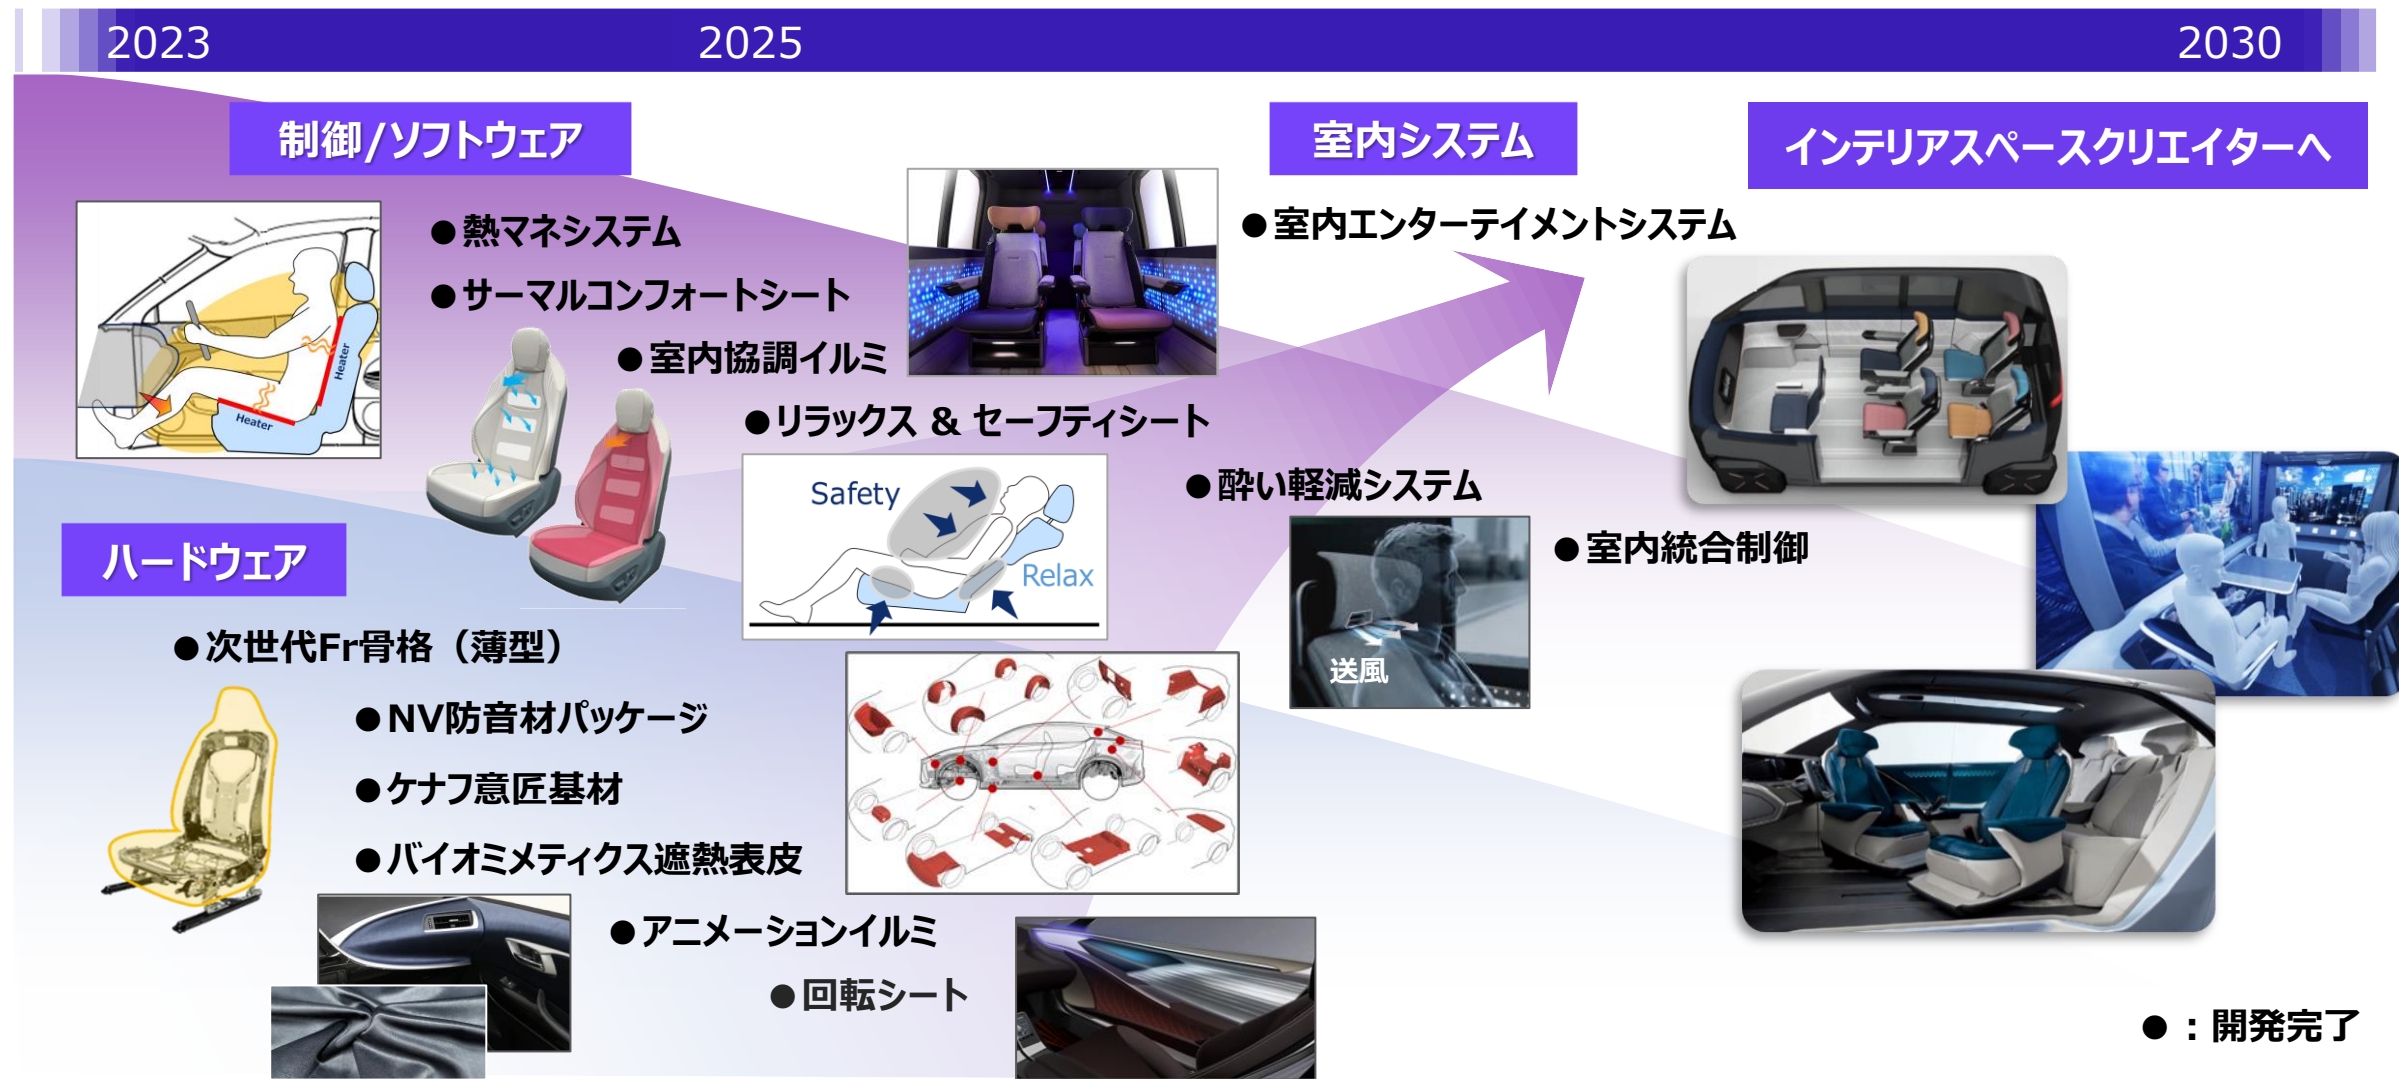 2023
2025
2030
制御/ソフトウェア
室内システム
インテリアスペースクリエイターへ
●熱マネシステム
●サーマルコンフォートシート
●室内協調イルミ
●リラックス & セーフティシート
●室内エンターテイメントシステム
●酔い軽減システム
●室内統合制御
Heater
Heater
Safety
Relax
送風
ハードウェア
●次世代Fr骨格（薄型）
●NV防音材パッケージ
●ケナフ意匠基材
●バイオミメティクス遮熱表皮
●アニメーションイルミ
●回転シート
●：開発完了